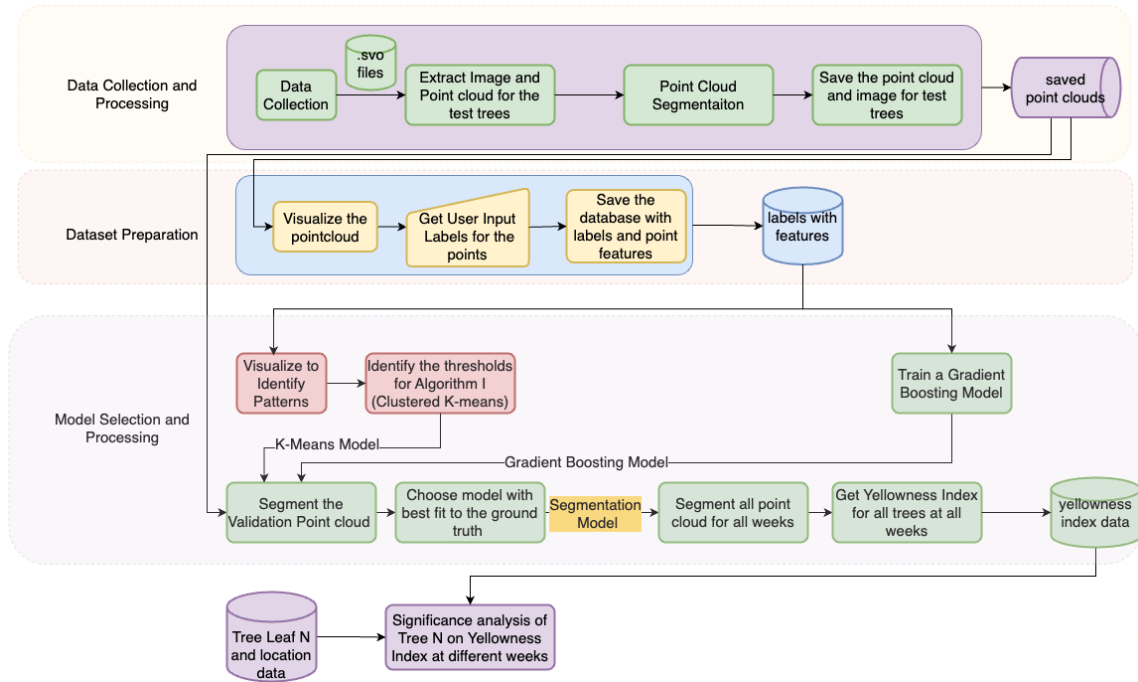 Data Collection and
Processing
.svo
files
Data
Collection
Extract Image and
Point cloud for the
test trees
Point Cloud
Segmentaiton
Save the point cloud
and image for test
trees
saved
point clouds
Dataset Preparation
Visualize the
pointcloud
Get User Input
Labels for the
points
Save the
database with
labels and point
features
labels with
features
Model Selection and
Processing
Visualize to
Identify
Patterns
Identify the thresholds
for Algorithm I
(Clustered K-means)
Train a Gradient
Boosting Model
K-Means Model
Gradient Boosting Model
Segment the
Validation Point cloud
Choose model with
best fit to the ground
truth
Segmentation
Model
Segment all point
cloud for all weeks
Get Yellowness Index
for all trees at all
weeks
yellowness
index data
Tree Leaf N
and location
data
Significance analysis of
Tree N on Yellowness
Index at different weeks